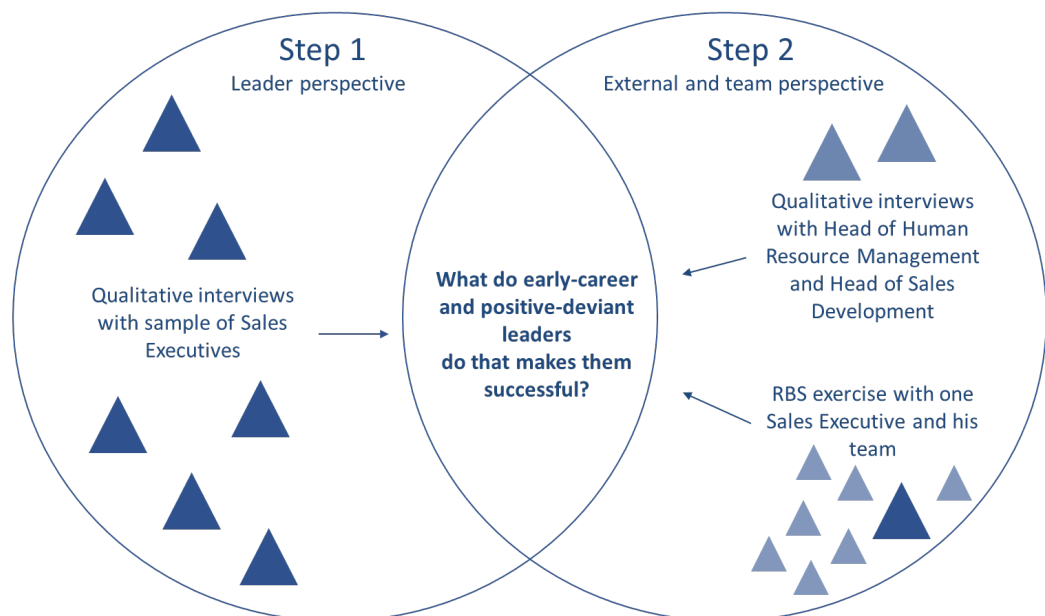 Step 1
Leader perspective
Qualitative interviews
with sample of Sales
Executives
What do early-career
and positive-deviant
leaders
do that makes them
successful?
Step 2
External and team perspective
Qualitative interviews
with Head of Human
Resource Management
and Head of Sales
Development
RBS exercise with one
Sales Executive and his
team